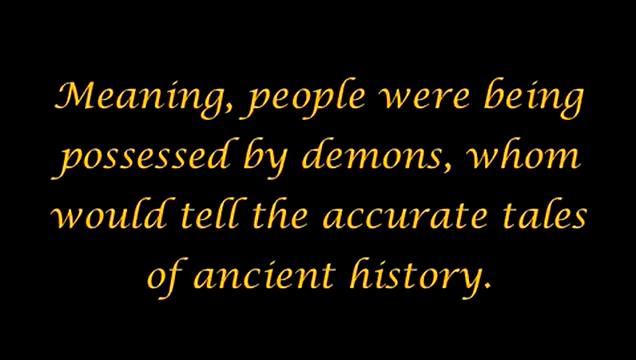 Meaning, people were being
possessed by demons, whom
would tell the accurate tales
of ancient history.